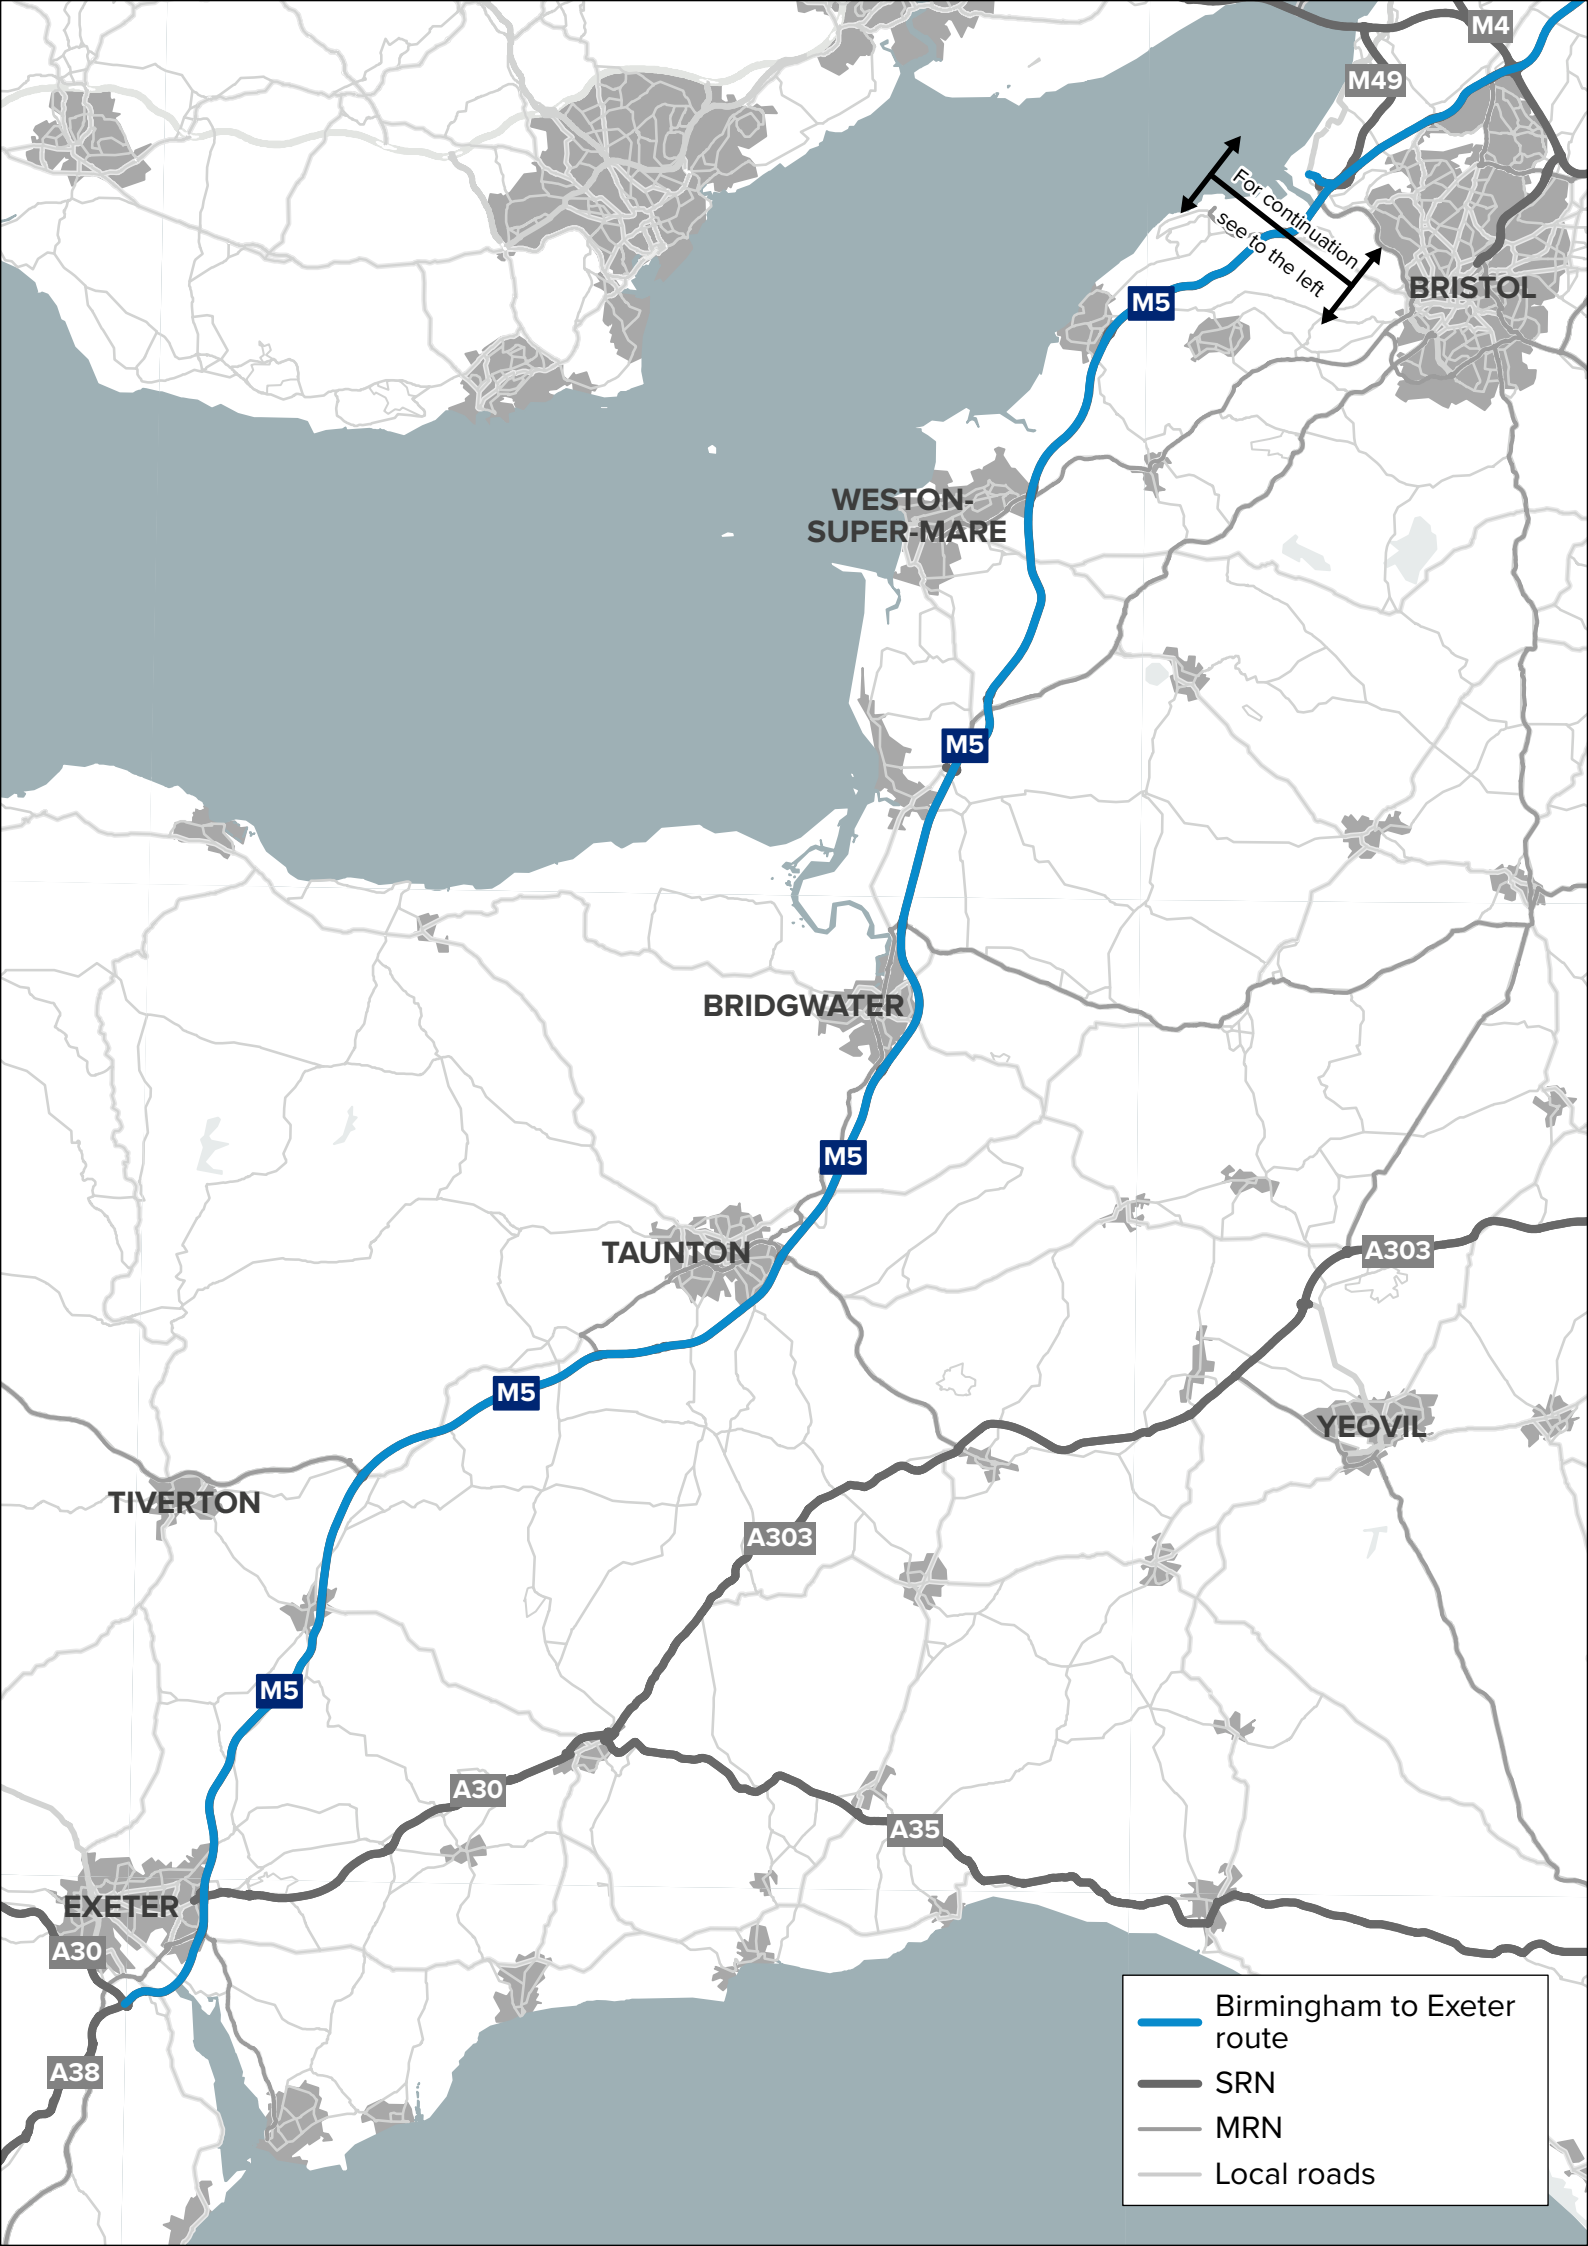 M4
M49
For continuation
see to the left
BRISTOL
M5
WESTON-
SUPER-MARE
M5
BRIDGWATER
M5
TAUNTON
A303
M5
YEOVIL
TIVERTON
A303
M5
A30
A35
EXETER
A30
A38
Birmingham to Exeter
route
SRN
MRN
Local roads